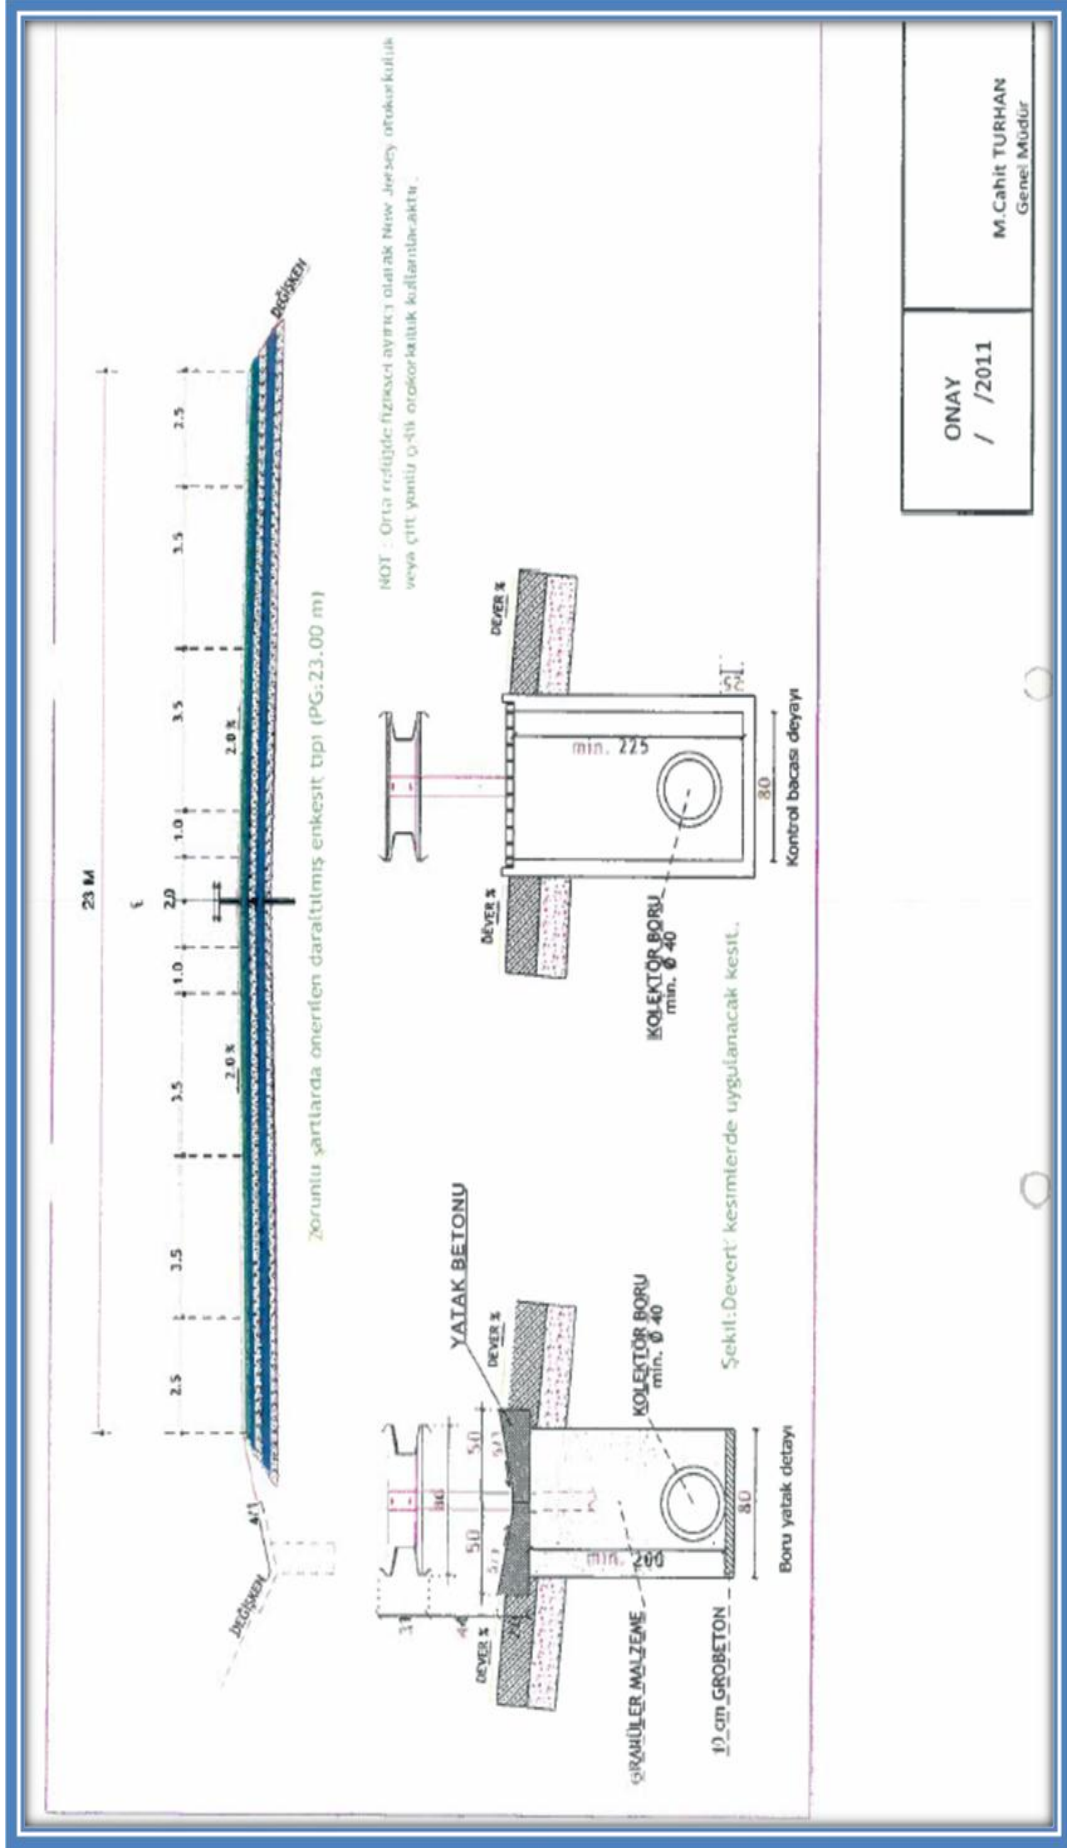 23 M
2.5
3.5
3.5
1.0
2.0
1.0
3.5
3.5
2.5
2.0 %
2.0 %
DEĞİŞKEN
4/1
DEĞİŞKEN
Zorunlu şartlarda önerilen daraltılmış enkesit tipi (PG:23.00 m)
NOT : Orta refüjde fiziksel ayırıcı olarak New Jersey otokorkuluk
veya çift yönlü çelik otokorkuluk kullanılacaktır.
YATAK BETONU
50
50
DEVER %
DEVER %
min. 200
KOLEKTÖR BORU
min. Ø 40
GRANÜLER MALZEME
10 cm GROBETON
80
Boru yatak detayı
DEVER %
DEVER %
min. 225
KOLEKTÖR BORU
min. Ø 40
80
Kontrol bacası deyayı
Şekil:Devert' kesimlerde uygulanacak kesit..
ONAY
/ /2011
M.Cahit TURHAN
Genel Müdür